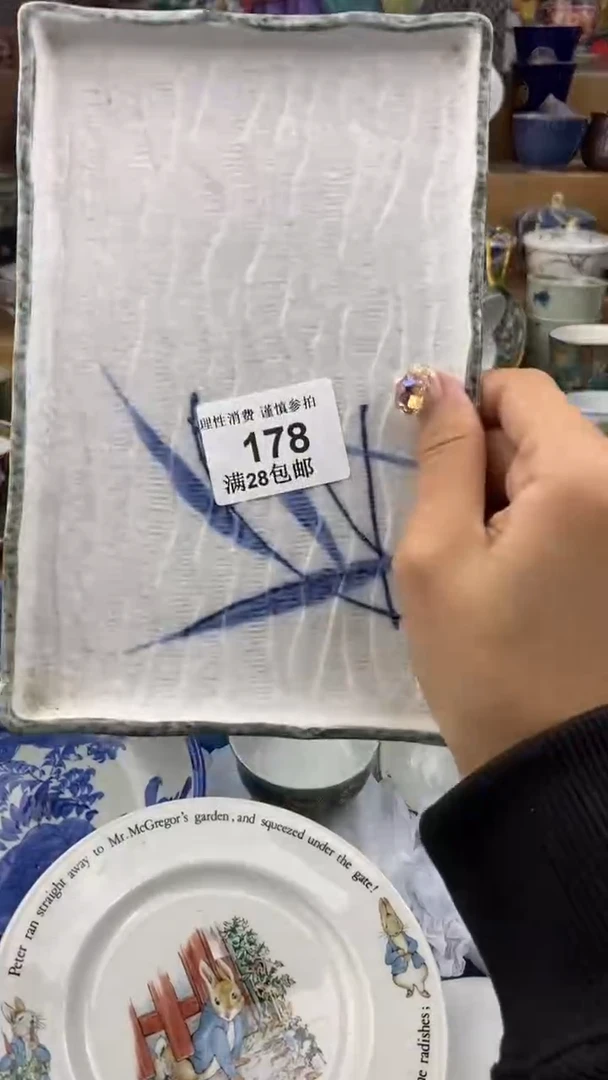 理性消费 谨慎参拍
178
满28包邮
Peter ran straight away to Mr. McGregor's garden, and squeezed under the gate!
radishes;